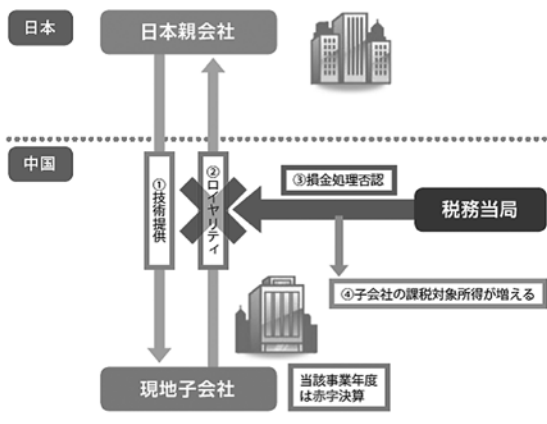 日本
日本親会社
中国
①技術提供
②ロイヤリティ
③損金処理否認
税務当局
④子会社の課税対象所得が増える
現地子会社
当該事業年度
は赤字決算